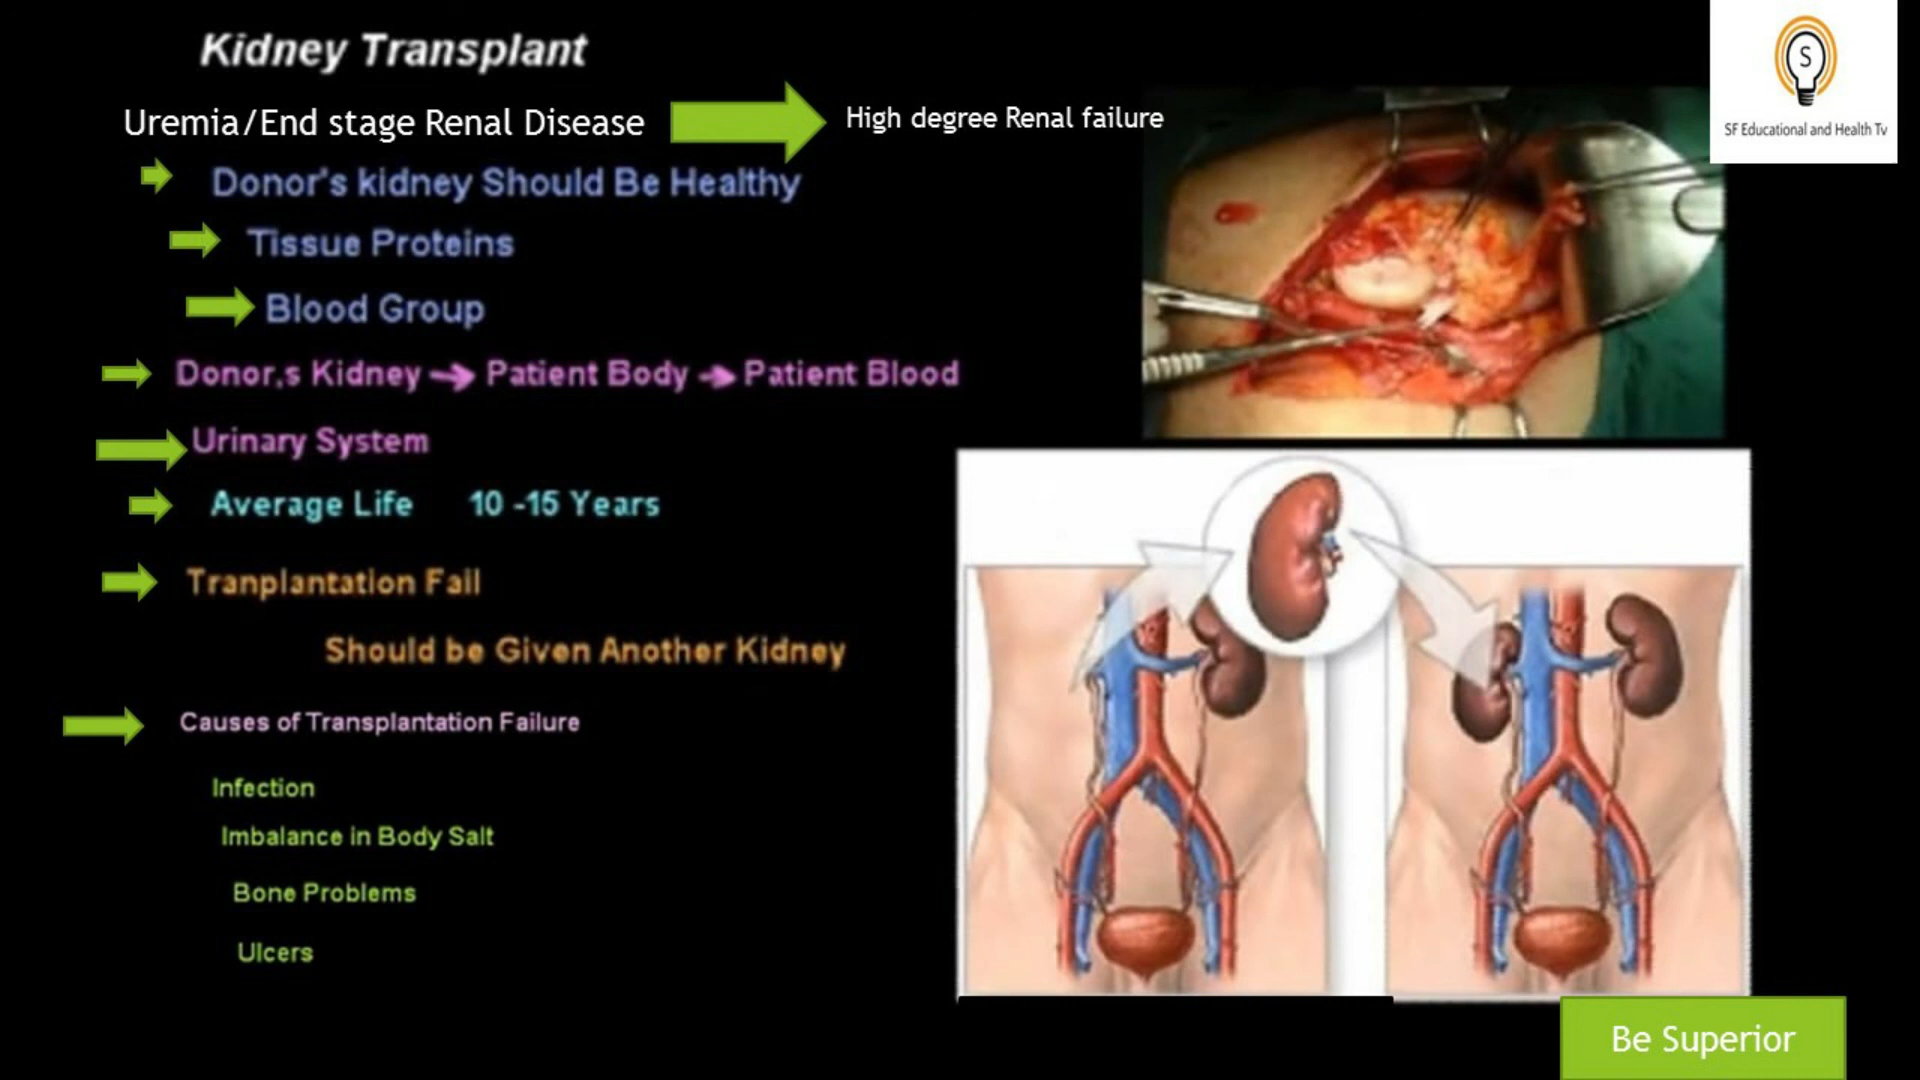 Kidney Transplant
Uremia/End stage Renal Disease
High degree Renal failure
Donor's kidney Should Be Healthy
Tissue Proteins
Blood Group
Donor,s Kidney → Patient Body → Patient Blood
Urinary System
Average Life 10 -15 Years
Tranplantation Fail
Should be Given Another Kidney
Causes of Transplantation Failure
Infection
Imbalance in Body Salt
Bone Problems
Ulcers
S
SF Educational and Health Tv
Be Superior